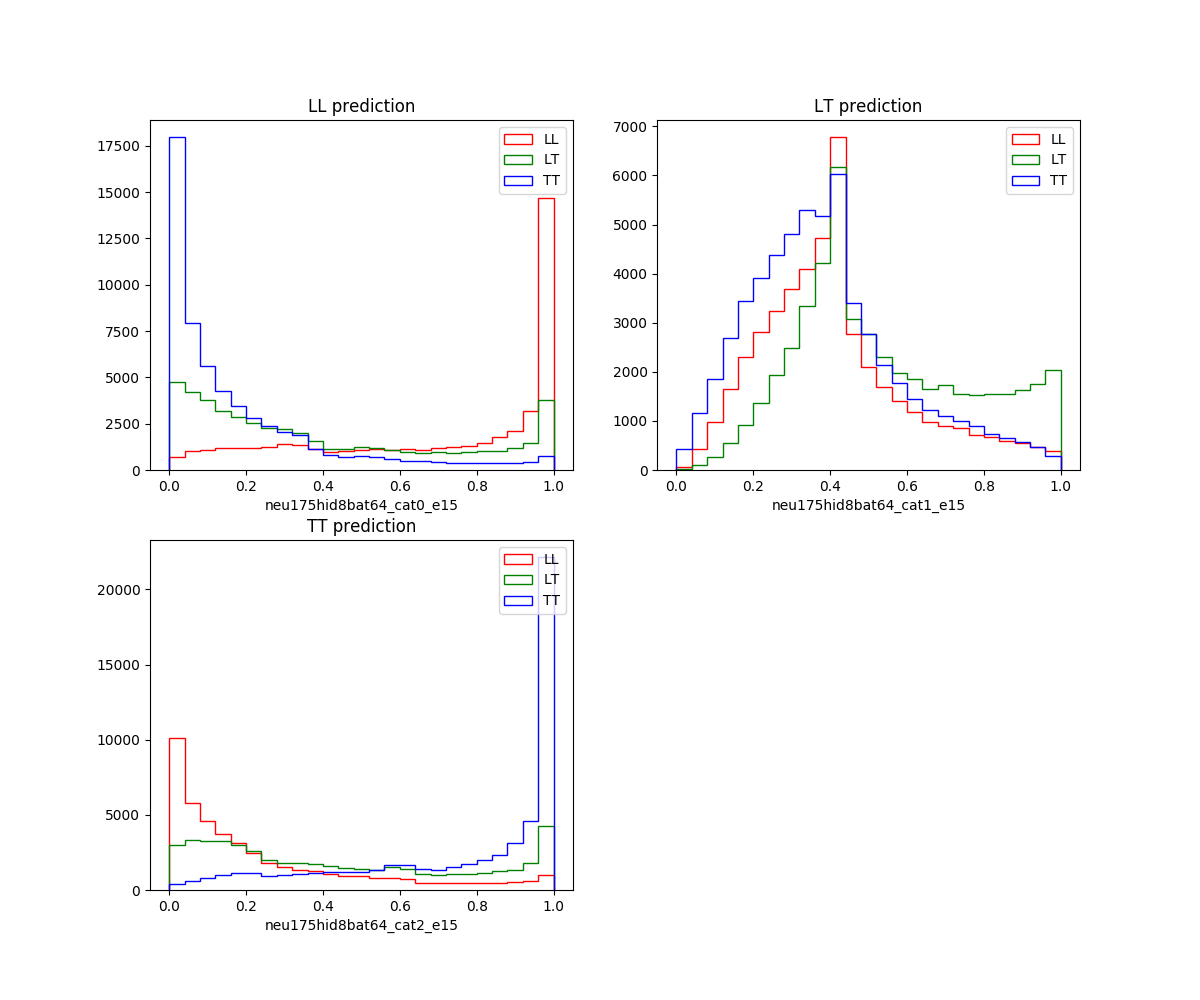 LL prediction
17500
15000
12500
10000
7500
5000
2500
0
0.0 0.2 0.4 0.6 0.8 1.0
neu175hid8bat64_cat0_e15
LL
LT
TT
LT prediction
7000
6000
5000
4000
3000
2000
1000
0
0.0 0.2 0.4 0.6 0.8 1.0
neu175hid8bat64_cat1_e15
LL
LT
TT
TT prediction
20000
15000
10000
5000
0
0.0 0.2 0.4 0.6 0.8 1.0
neu175hid8bat64_cat2_e15
LL
LT
TT